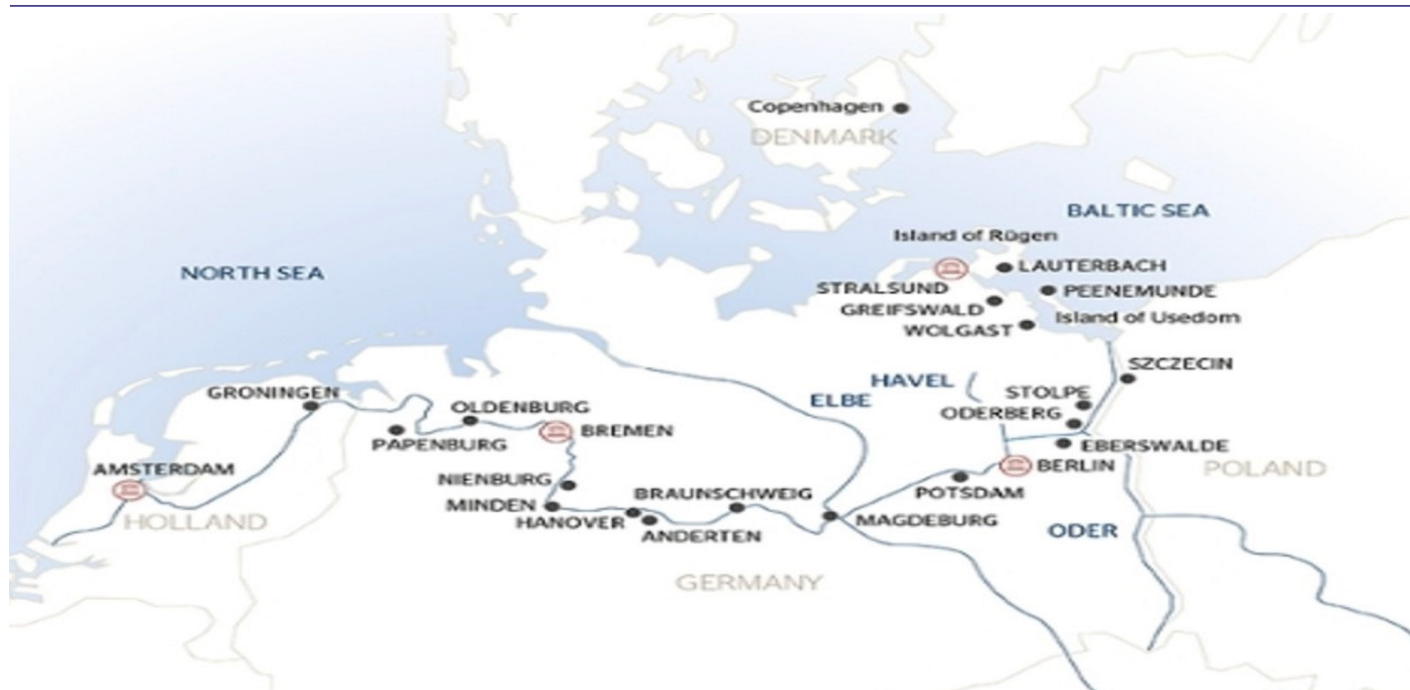 Copenhagen
DENMARK
BALTIC SEA
Island of Rügen
NORTH SEA
LAUTERBACH
STRALSUND
PEENEMUNDE
GREIFSWALD
Island of Usedom
WOLGAST
SZCZECIN
HAVEL
STOLPE
GRONINGEN
ELBE
OLDENBURG
ODERBERG
BREMEN
PAPENBURG
EBERSWALDE
AMSTERDAM
BERLIN
POLAND
NIENBURG
BRAUNSCHWEIG
POTSDAM
MINDEN
HOLLAND
HANOVER
MAGDEBURG
ANDERTEN
ODER
GERMANY